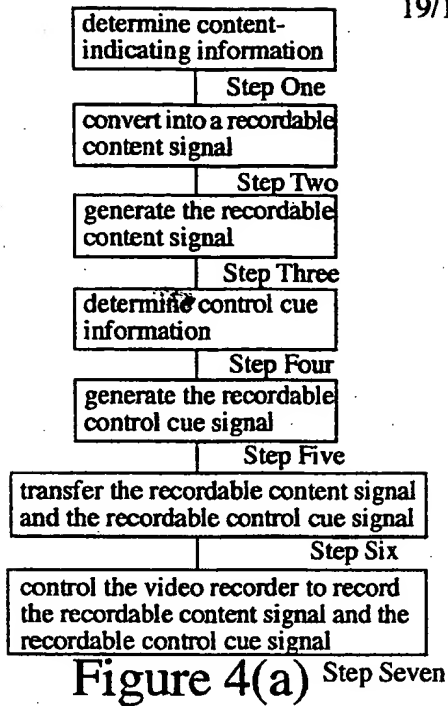 19/1
determine content-
indicating information
Step One
convert into a recordable
content signal
Step Two
generate the recordable
content signal
Step Three
determine control cue
information
Step Four
generate the recordable
control cue signal
Step Five
transfer the recordable content signal
and the recordable control cue signal
Step Six
control the video recorder to record
the recordable content signal and the
recordable control cue signal
Figure 4(a) Step Seven